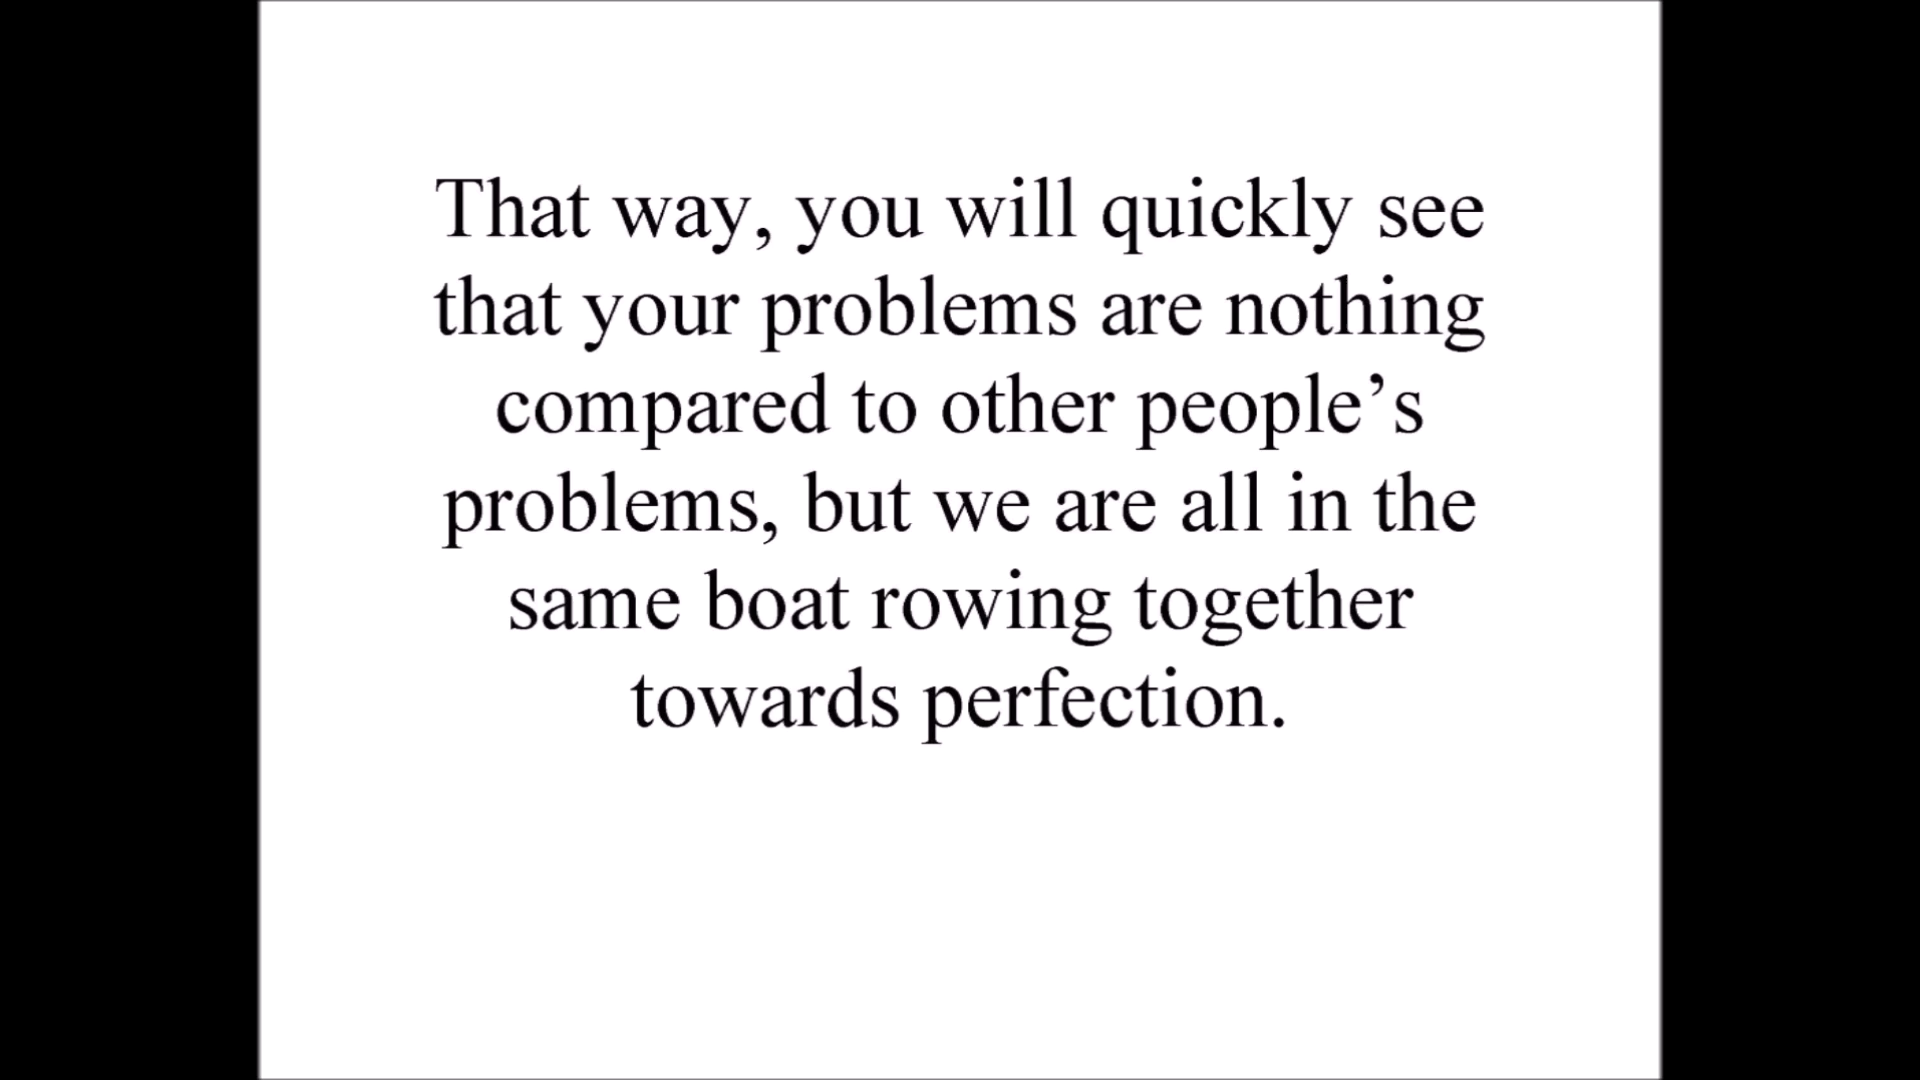 That way, you will quickly see
that your problems are nothing
compared to other people’s
problems, but we are all in the
same boat rowing together
towards perfection.